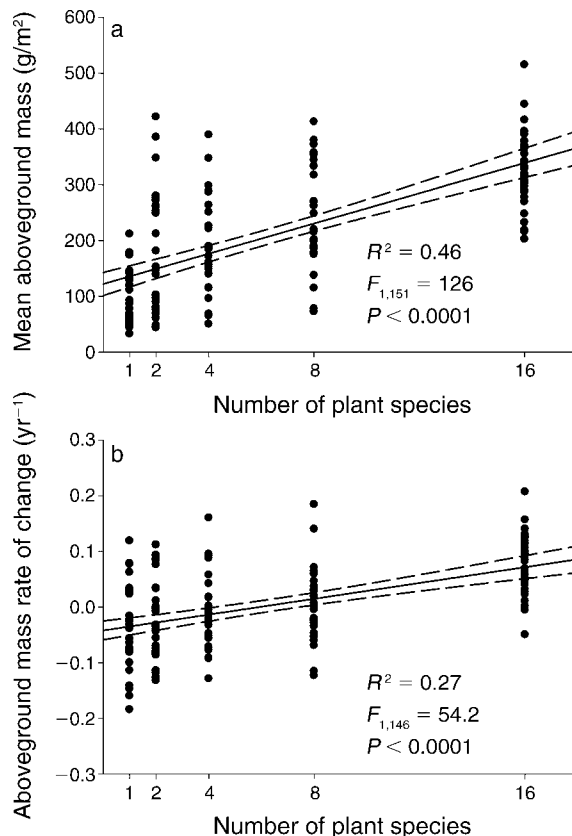 a
Mean aboveground mass (g/m²)
600
500
400
300
200
100
0
R² = 0.46
F₁,₁₅₁ = 126
P < 0.0001
1 2 4 8 16
Number of plant species
b
Aboveground mass rate of change (yr⁻¹)
0.3
0.2
0.1
0.0
−0.1
−0.2
−0.3
R² = 0.27
F₁,₁₄₆ = 54.2
P < 0.0001
1 2 4 8 16
Number of plant species